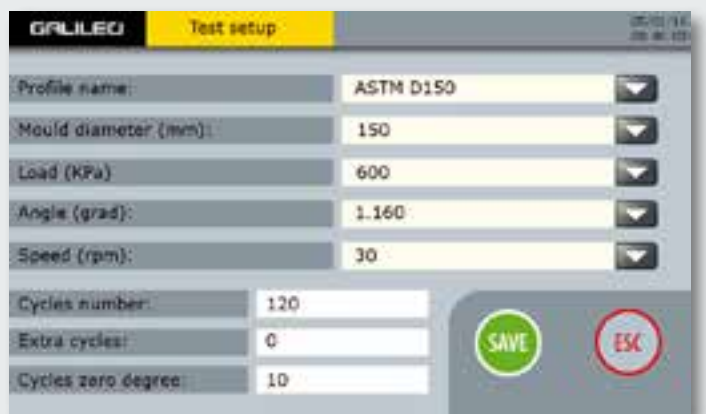 GALILEO Test setup
Profile name: ASTM D150
Mould diameter (mm): 150
Load (KPa) 600
Angle (grad): 1.160
Speed (rpm): 30
Cycles number: 120
Extra cycles: 0
Cycles zero degree: 10
SAVE ESC